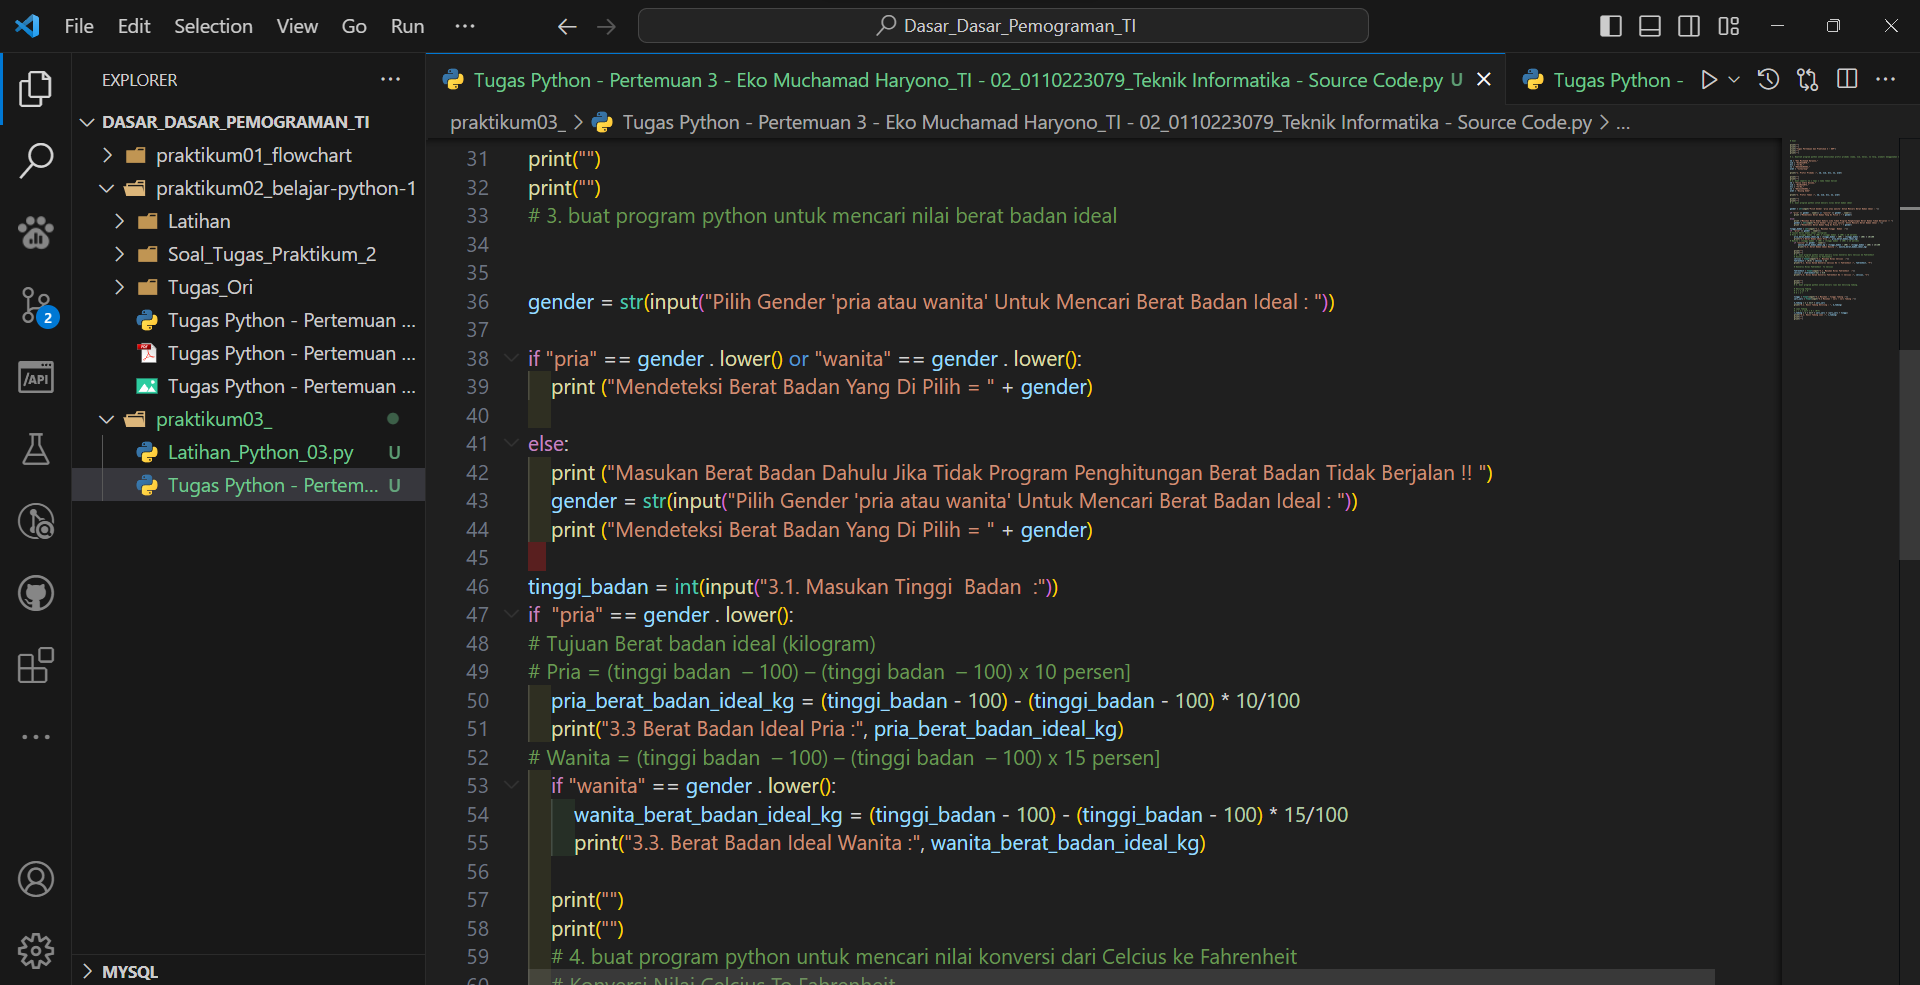 File Edit Selection View Go Run ···
Dasar_Dasar_Pemograman_TI
EXPLORER
DASAR_DASAR_PEMOGRAMAN_TI
praktikum01_flowchart
praktikum02_belajar-python-1
Latihan
Soal_Tugas_Praktikum_2
Tugas_Ori
Tugas Python - Pertemuan ...
Tugas Python - Pertemuan ...
Tugas Python - Pertemuan ...
praktikum03_
Latihan_Python_03.py U
Tugas Python - Pertem... U
MYSQL
2
/API
Tugas Python - Pertemuan 3 - Eko Muchamad Haryono_TI - 02_0110223079_Teknik Informatika - Source Code.py U
Tugas Python -
praktikum03_ > Tugas Python - Pertemuan 3 - Eko Muchamad Haryono_TI - 02_0110223079_Teknik Informatika - Source Code.py > ...
31 print("")
32 print("")
33 # 3. buat program python untuk mencari nilai berat badan ideal
34
35
36 gender = str(input("Pilih Gender 'pria atau wanita' Untuk Mencari Berat Badan Ideal : "))
37
38 if "pria" == gender . lower() or "wanita" == gender . lower():
39 print ("Mendeteksi Berat Badan Yang Di Pilih = " + gender)
40
41 else:
42 print ("Masukan Berat Badan Dahulu Jika Tidak Program Penghitungan Berat Badan Tidak Berjalan !! ")
43 gender = str(input("Pilih Gender 'pria atau wanita' Untuk Mencari Berat Badan Ideal : "))
44 print ("Mendeteksi Berat Badan Yang Di Pilih = " + gender)
45
46 tinggi_badan = int(input("3.1. Masukan Tinggi  Badan  :"))
47 if  "pria" == gender . lower():
48 # Tujuan Berat badan ideal (kilogram)
49 # Pria = (tinggi badan  – 100) – (tinggi badan  – 100) x 10 persen]
50 pria_berat_badan_ideal_kg = (tinggi_badan - 100) - (tinggi_badan - 100) * 10/100
51 print("3.3 Berat Badan Ideal Pria :", pria_berat_badan_ideal_kg)
52 # Wanita = (tinggi badan  – 100) – (tinggi badan  – 100) x 15 persen]
53 if "wanita" == gender . lower():
54 wanita_berat_badan_ideal_kg = (tinggi_badan - 100) - (tinggi_badan - 100) * 15/100
55 print("3.3. Berat Badan Ideal Wanita :", wanita_berat_badan_ideal_kg)
56
57 print("")
58 print("")
59 # 4. buat program python untuk mencari nilai konversi dari Celcius ke Fahrenheit
60 # Konversi Nilai Celcius To Fahrenheit